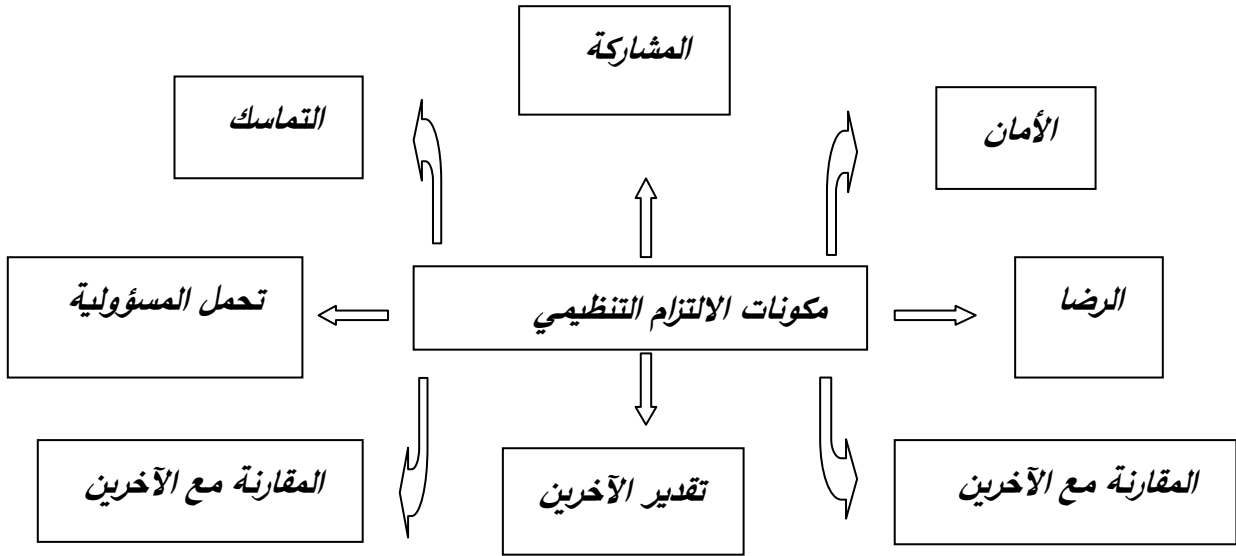 المشاركة
الأمان
التماسك
الرضا
مكونات الالتزام التنظيمي
تحمل المسؤولية
المقارنة مع الآخرين
تقدير الآخرين
المقارنة مع الآخرين